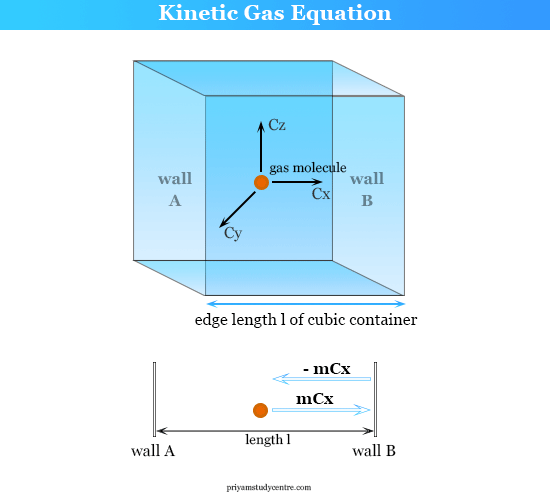 Kinetic Gas Equation
Cz
gas molecule
wall
A
wall
B
Cx
Cy
edge length l of cubic container
- mCx
mCx
length l
wall A
wall B
priyamstudycentre.com